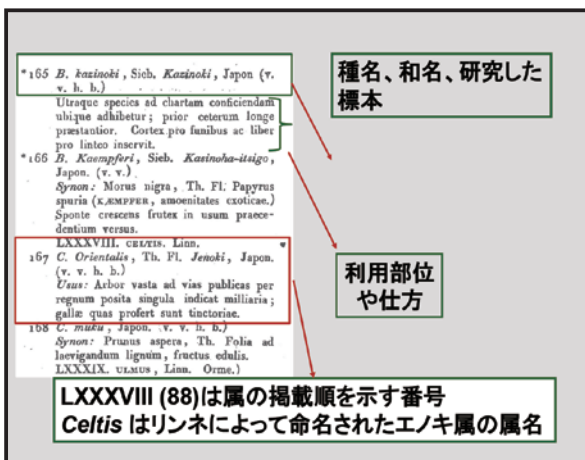 *165 B. kazinoki, Sieb. Kazinoki, Japon (v.
v. h. b.)
Utraque species ad chartam conficiendam
ubique adhibetur; prior ceterum longe
præstantior. Cortex pro funibus ac liber
pro linteo inservit.
*166 B. Kaempferi, Sieb. Kasinoha-itsigo,
Japon. (v. v.)
Synon: Morus nigra, Th. Fl. Papyrus
spuria (KÆMPFER, amoenitates exoticae.)
Sponte crescens frutex in usum praece-
dentium versus.
LXXXVIII. CELTIS. Linn.
167 C. Orientalis, Th. Fl. Jenoki, Japon.
(v. v. h. b.)
Usus: Arbor vasta ad vias publicas per
regnum posita singula indicat milliaria;
gallæ quas profert sunt tinctoriae.
168 C. muku, Japon. v. v. h. b.)
Synon: Prunus aspera, Th. Folia ad
laevigandum lignum, fructus edulis.
LXXXIX. ULMUS, Linn. Orme.)
種名、和名、研究した
標本
利用部位
や仕方
LXXXVIII (88)は属の掲載順を示す番号
Celtis はリンネによって命名されたエノキ属の属名